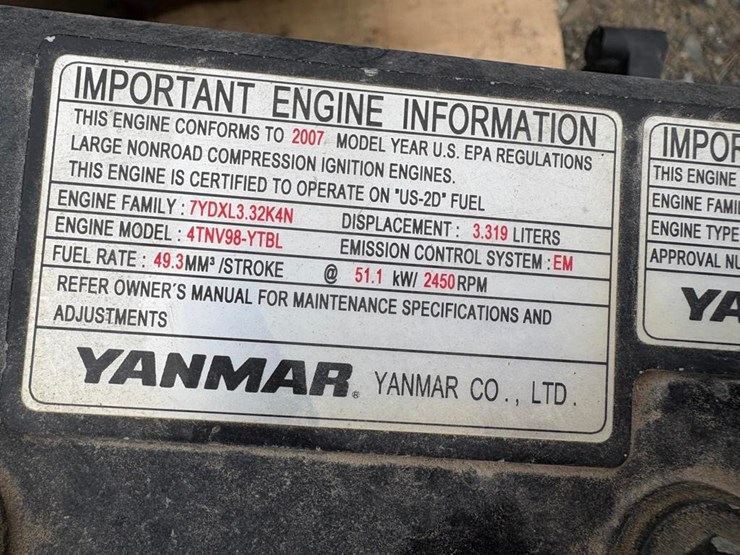 IMPORTANT ENGINE INFORMATION
THIS ENGINE CONFORMS TO 2007 MODEL YEAR U.S. EPA REGULATIONS
LARGE NONROAD COMPRESSION IGNITION ENGINES.
THIS ENGINE IS CERTIFIED TO OPERATE ON "US-2D" FUEL
ENGINE FAMILY : 7YDXL3.32K4N DISPLACEMENT : 3.319 LITERS
ENGINE MODEL : 4TNV98-YTBL EMISSION CONTROL SYSTEM : EM
FUEL RATE : 49.3MM³ /STROKE @ 51.1 kW/ 2450 RPM
REFER OWNER'S MANUAL FOR MAINTENANCE SPECIFICATIONS AND
ADJUSTMENTS
YANMAR® YANMAR CO., LTD.
IMPOR
THIS ENGINE
ENGINE FAMI
ENGINE TYPE
APPROVAL NU
YA